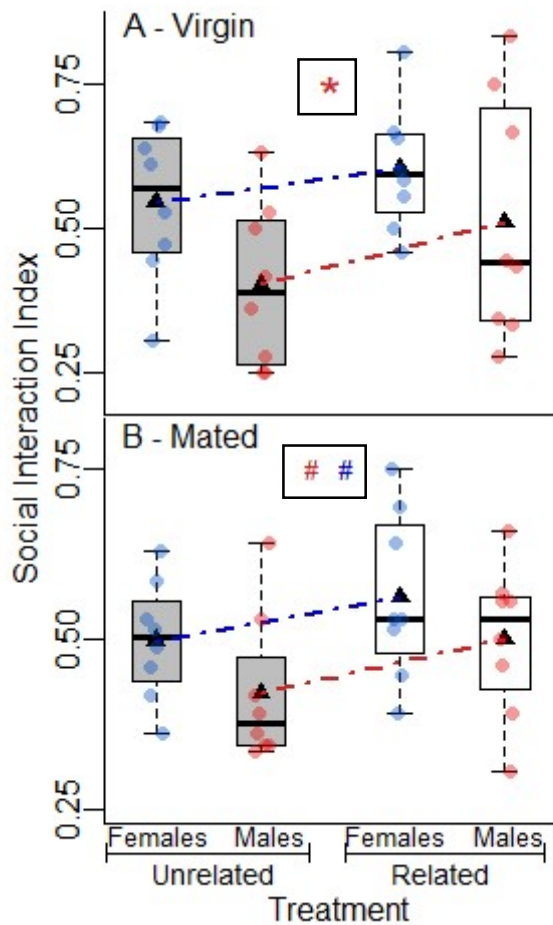 A - Virgin
*
0.75
0.50
0.25
B - Mated
# #
0.75
0.50
0.25
Social Interaction Index
Females Males Females Males
Unrelated Related
Treatment